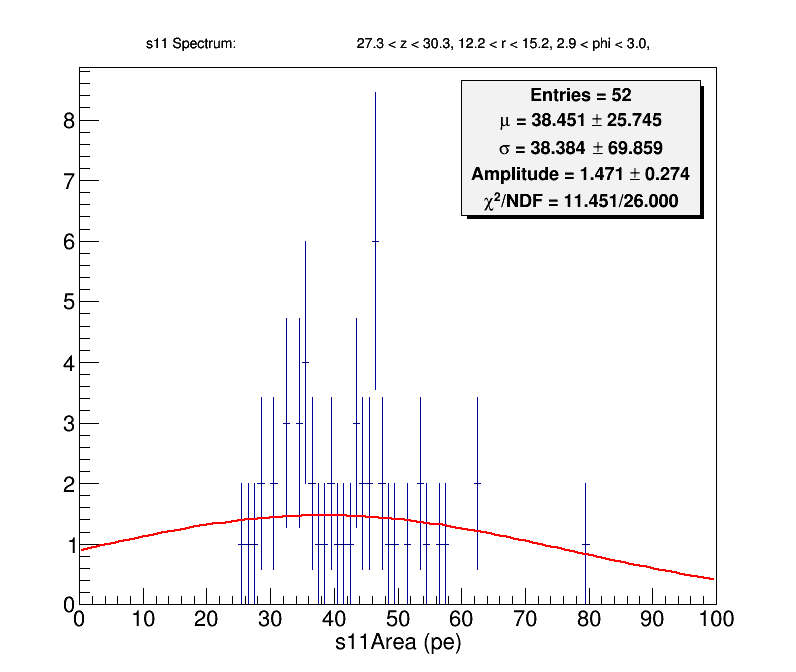 s11 Spectrum: 27.3 < z < 30.3, 12.2 < r < 15.2, 2.9 < phi < 3.0,
Entries = 52
μ = 38.451 ± 25.745
σ = 38.384 ± 69.859
Amplitude = 1.471 ± 0.274
χ²/NDF = 11.451/26.000
8
7
6
5
4
3
2
1
0
0 10 20 30 40 50 60 70 80 90 100
s11Area (pe)